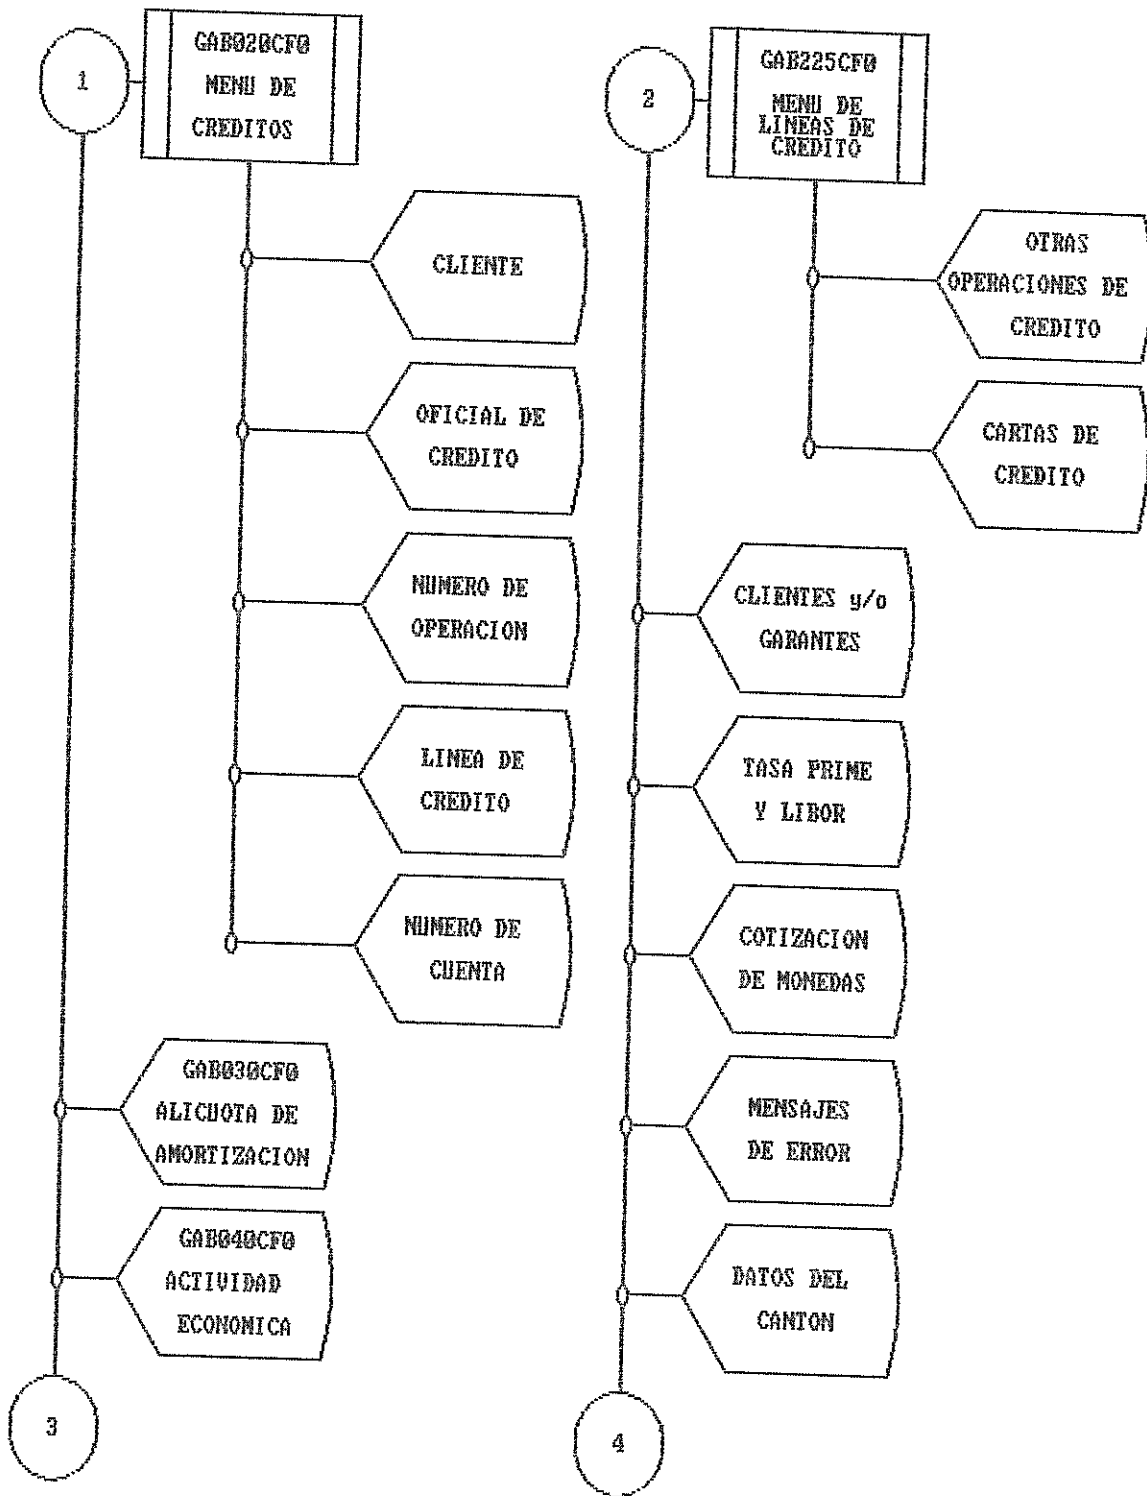 1
GAB020CF0
MENU DE
CREDITOS
CLIENTE
OFICIAL DE
CREDITO
NUMERO DE
OPERACION
LINEA DE
CREDITO
NUMERO DE
CUENTA
GAB030CF0
ALICUOTA DE
AMORTIZACION
GAB040CF0
ACTIVIDAD
ECONOMICA
3
2
GAB225CF0
MENU DE
LINEAS DE
CREDITO
OTRAS
OPERACIONES DE
CREDITO
CARTAS DE
CREDITO
CLIENTES y/o
GARANTES
TASA PRIME
Y LIBOR
COTIZACION
DE MONEDAS
MENSAJES
DE ERROR
DATOS DEL
CANTON
4